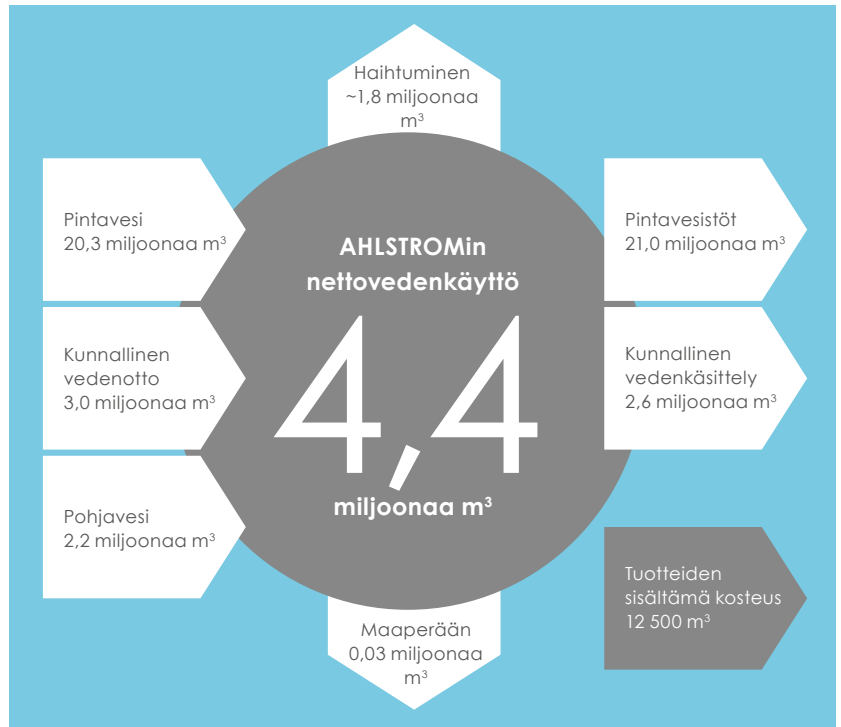 Haihtuminen
~1,8 miljoonaa
m³
Pintavesi
20,3 miljoonaa m³
Kunnallinen
vedenotto
3,0 miljoonaa m³
Pohjavesi
2,2 miljoonaa m³
AHLSTROMin
nettovedenkäyttö
4,4
miljoonaa m³
Pintavesistöt
21,0 miljoonaa m³
Kunnallinen
vedenkäsittely
2,6 miljoonaa m³
Tuotteiden
sisältämä kosteus
12 500 m³
Maaperään
0,03 miljoonaa
m³